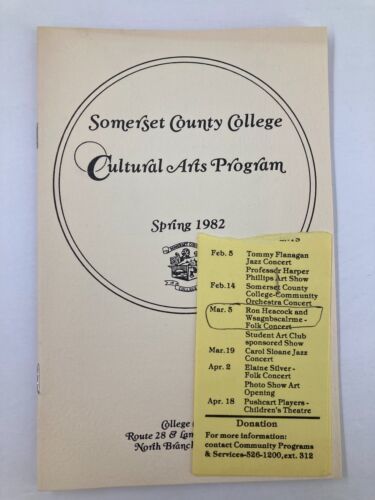 Somerset County College
Cultural Arts Program
Spring 1982
SOMERSET
College
Route 28 & Lam
North Branch
Feb. 5 Tommy Flanagan
Jazz Concert
Professor Harper
Phillips Art Show
Feb. 14 Somerset County
College-Community
Orchestra Concert
Mar. 5 Ron Heacock and
Wsagnbscalrme -
Folk Concert
Student Art Club
sponsored Show
Mar. 19 Carol Sloane Jazz
Concert
Apr. 2 Elaine Silver -
Folk Concert
Photo Show Art
Opening
Apr. 18 Pushcart Players -
Children's Theatre
Donation
For more information:
contact Community Programs
& Services-526-1200, ext. 312